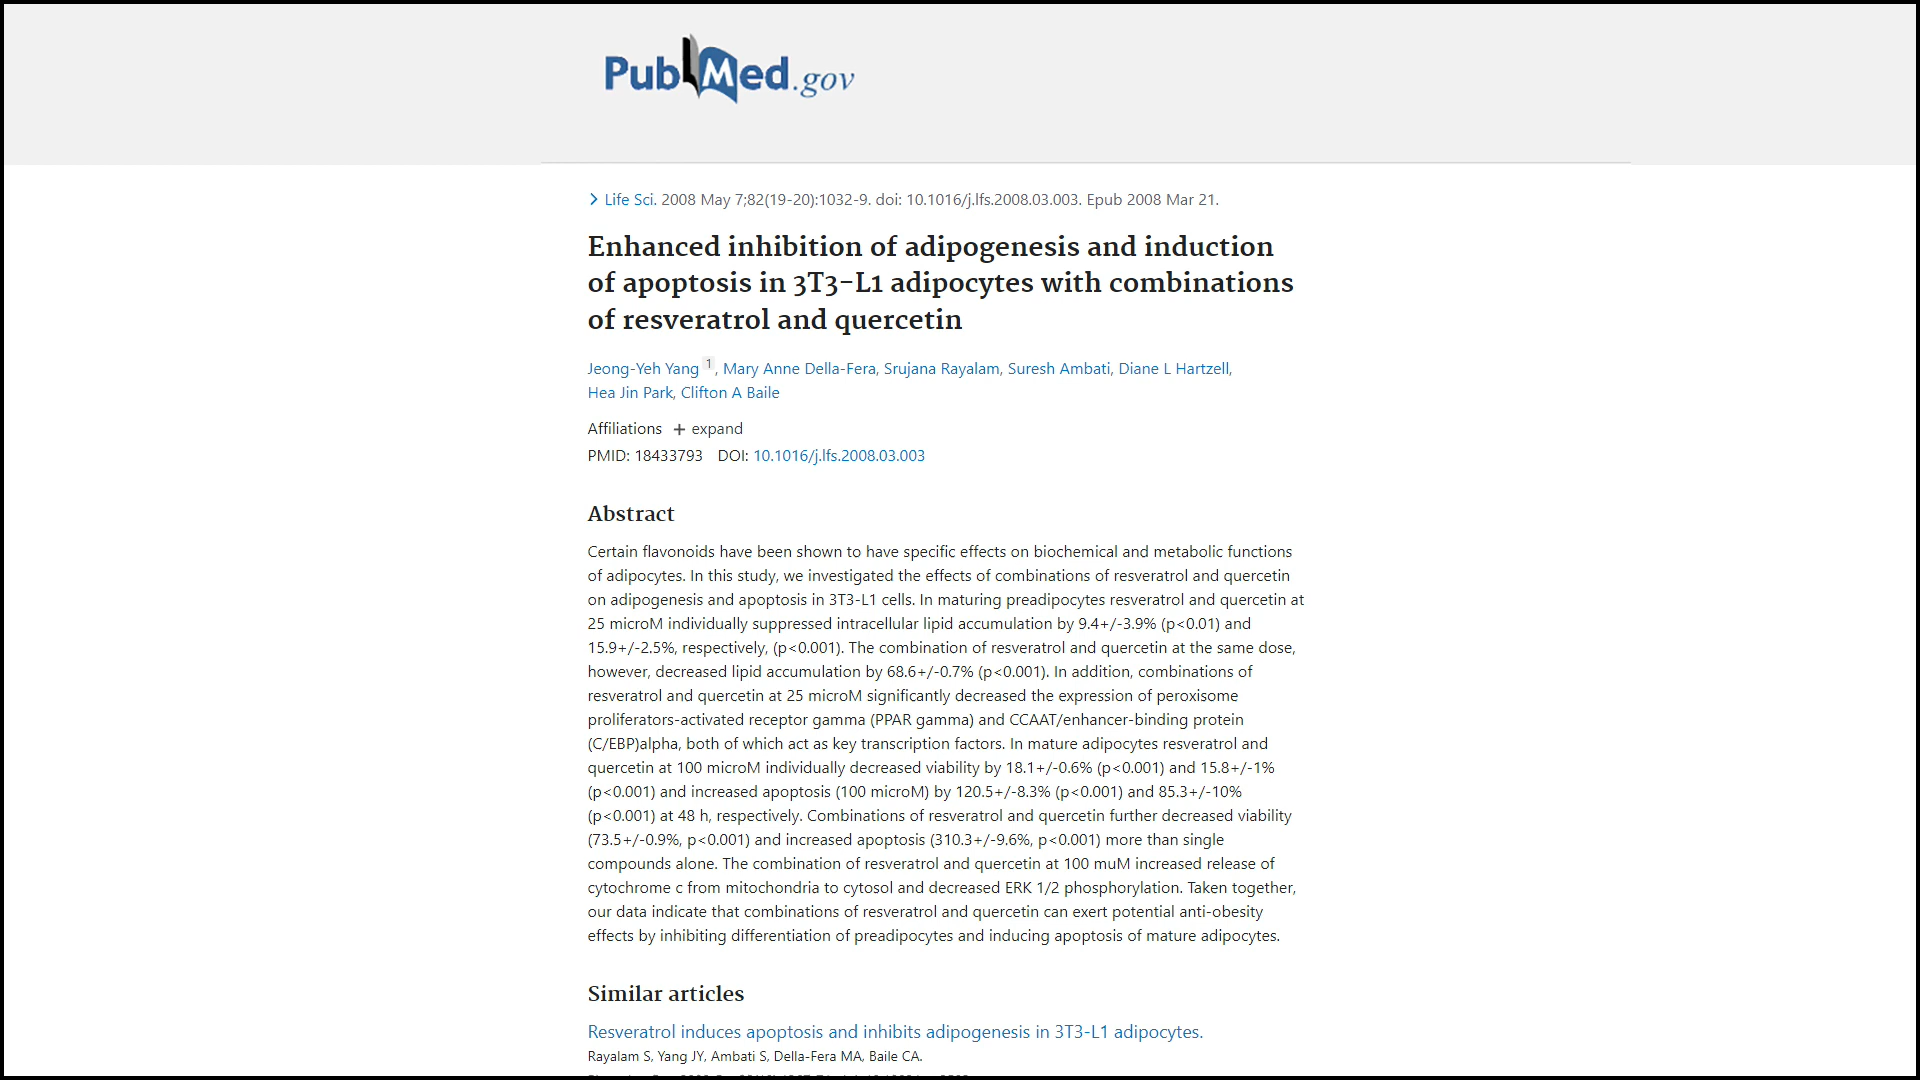 PubMed.gov
Life Sci. 2008 May 7;82(19-20):1032-9. doi: 10.1016/j.lfs.2008.03.003. Epub 2008 Mar 21.
Enhanced inhibition of adipogenesis and induction
of apoptosis in 3T3-L1 adipocytes with combinations
of resveratrol and quercetin
Jeong-Yeh Yang 1, Mary Anne Della-Fera, Srujana Rayalam, Suresh Ambati, Diane L Hartzell,
Hea Jin Park, Clifton A Baile
Affiliations + expand
PMID: 18433793 DOI: 10.1016/j.lfs.2008.03.003
Abstract
Certain flavonoids have been shown to have specific effects on biochemical and metabolic functions
of adipocytes. In this study, we investigated the effects of combinations of resveratrol and quercetin
on adipogenesis and apoptosis in 3T3-L1 cells. In maturing preadipocytes resveratrol and quercetin at
25 microM individually suppressed intracellular lipid accumulation by 9.4+/-3.9% (p<0.01) and
15.9+/-2.5%, respectively, (p<0.001). The combination of resveratrol and quercetin at the same dose,
however, decreased lipid accumulation by 68.6+/-0.7% (p<0.001). In addition, combinations of
resveratrol and quercetin at 25 microM significantly decreased the expression of peroxisome
proliferators-activated receptor gamma (PPAR gamma) and CCAAT/enhancer-binding protein
(C/EBP)alpha, both of which act as key transcription factors. In mature adipocytes resveratrol and
quercetin at 100 microM individually decreased viability by 18.1+/-0.6% (p<0.001) and 15.8+/-1%
(p<0.001) and increased apoptosis (100 microM) by 120.5+/-8.3% (p<0.001) and 85.3+/-10%
(p<0.001) at 48 h, respectively. Combinations of resveratrol and quercetin further decreased viability
(73.5+/-0.9%, p<0.001) and increased apoptosis (310.3+/-9.6%, p<0.001) more than single
compounds alone. The combination of resveratrol and quercetin at 100 muM increased release of
cytochrome c from mitochondria to cytosol and decreased ERK 1/2 phosphorylation. Taken together,
our data indicate that combinations of resveratrol and quercetin can exert potential anti-obesity
effects by inhibiting differentiation of preadipocytes and inducing apoptosis of mature adipocytes.
Similar articles
Resveratrol induces apoptosis and inhibits adipogenesis in 3T3-L1 adipocytes.
Rayalam S, Yang JY, Ambati S, Della-Fera MA, Baile CA.